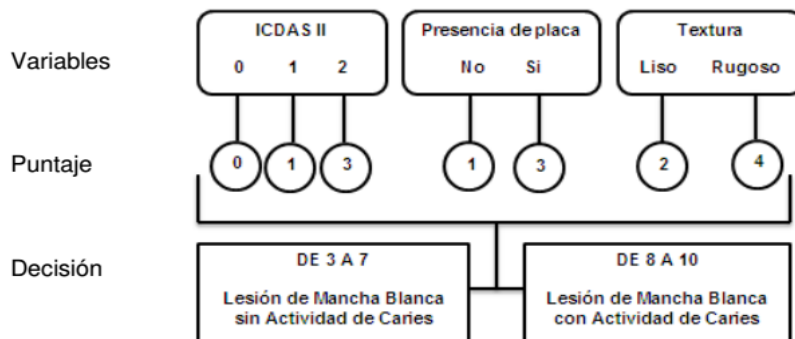 ICDAS II
0 1 2
Presencia de placa
No Si
Textura
Liso Rugoso
Variables
Puntaje
0 1 3 1 3 2 4
Decisión
DE 3 A 7
Lesión de Mancha Blanca
sin Actividad de Caries
DE 8 A 10
Lesión de Mancha Blanca
con Actividad de Caries